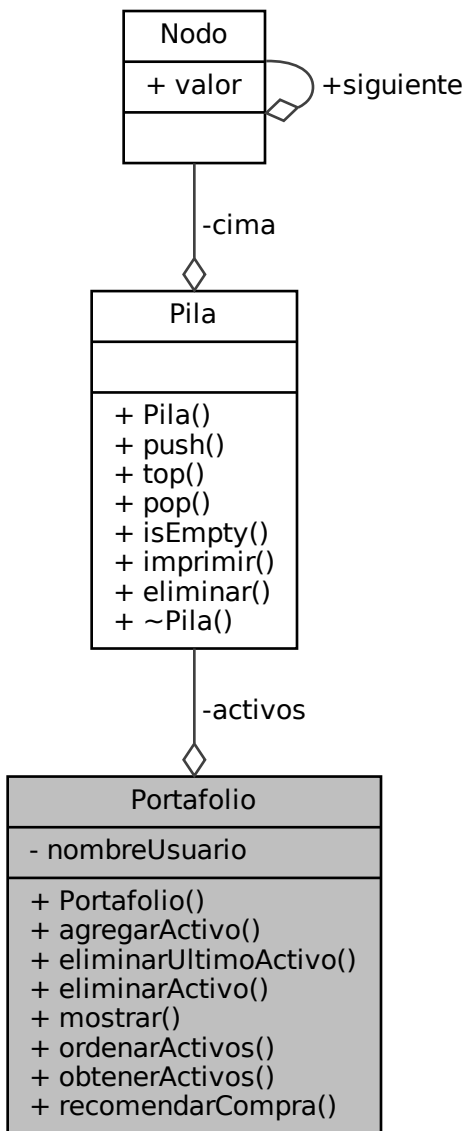 Nodo
+ valor
+siguiente
-cima
Pila
+ Pila()
+ push()
+ top()
+ pop()
+ isEmpty()
+ imprimir()
+ eliminar()
+ ~Pila()
-activos
Portafolio
- nombreUsuario
+ Portafolio()
+ agregarActivo()
+ eliminarUltimoActivo()
+ eliminarActivo()
+ mostrar()
+ ordenarActivos()
+ obtenerActivos()
+ recomendarCompra()